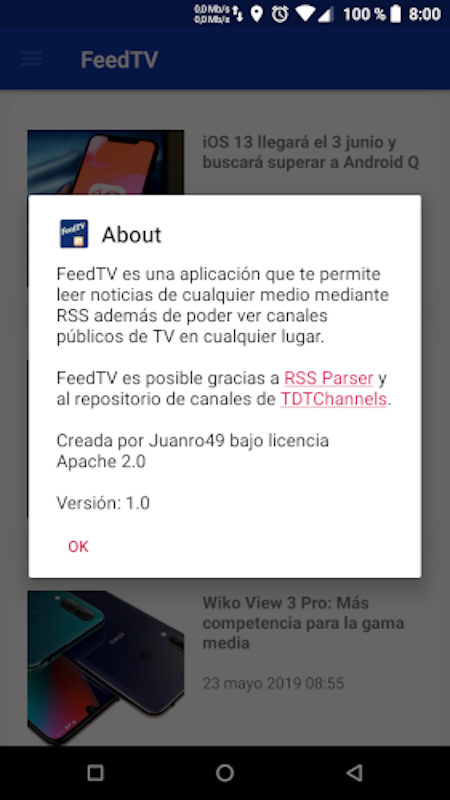 0,0 Mb/s
0,0 Mb/s
100 %
8:00
FeedTV
iOS 13 llegará el 3 junio y
buscará superar a Android Q
FeedTV
About
FeedTV es una aplicación que te permite
leer noticias de cualquier medio mediante
RSS además de poder ver canales
públicos de TV en cualquier lugar.
FeedTV es posible gracias a RSS Parser y
al repositorio de canales de TDTChannels.
Creada por Juanro49 bajo licencia
Apache 2.0
Versión: 1.0
OK
Wiko View 3 Pro: Más
competencia para la gama
media
23 mayo 2019 08:55